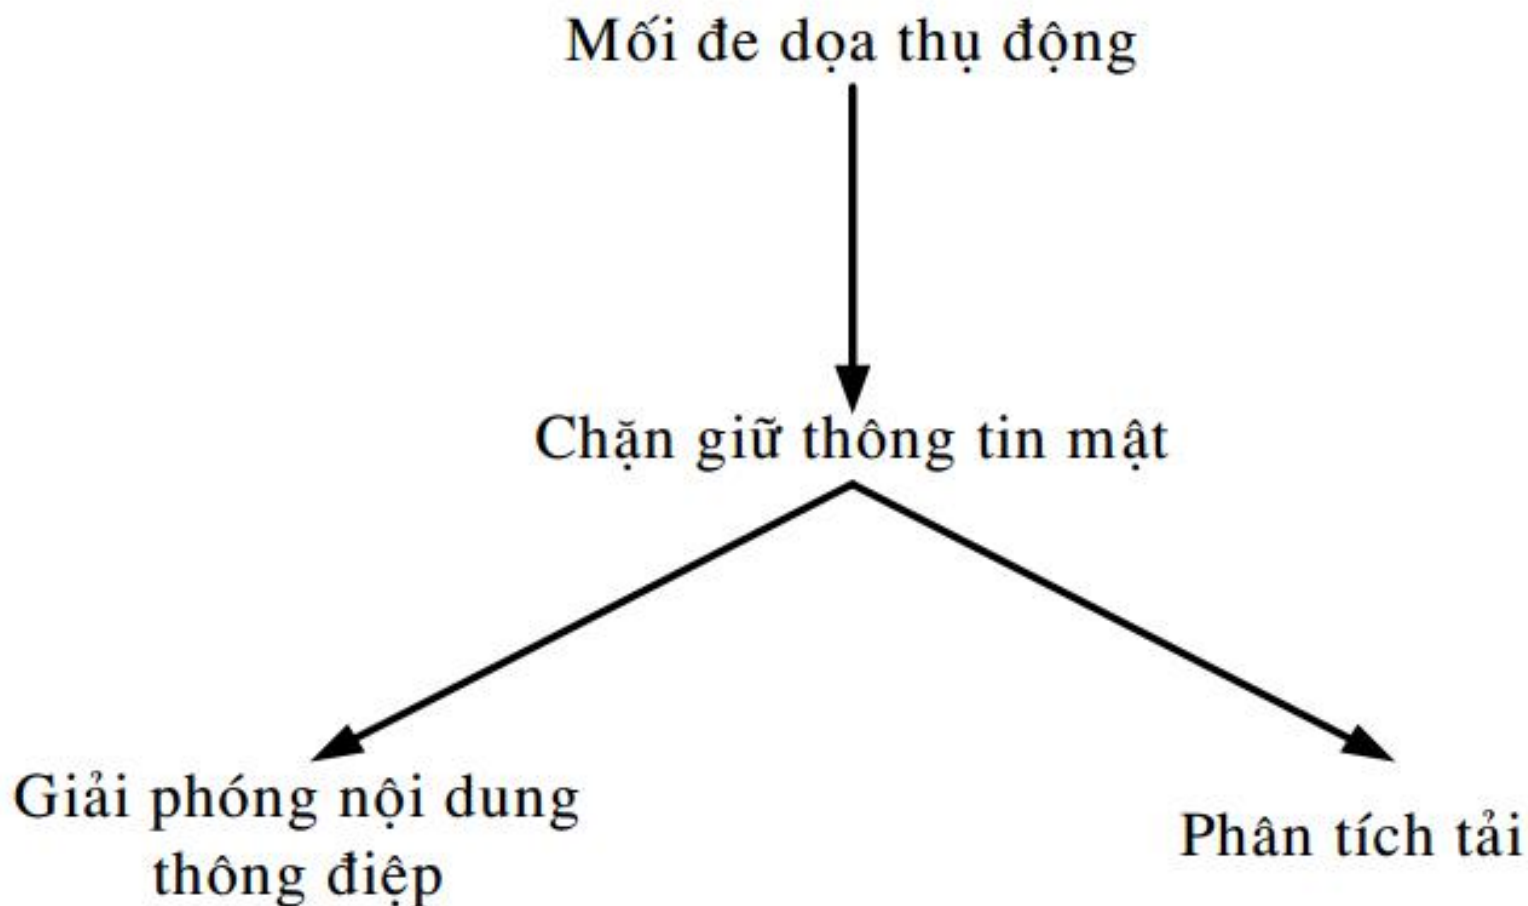 Mối đe dọa thụ động
Chặn giữ thông tin mật
Giải phóng nội dung
thông điệp
Phân tích tải